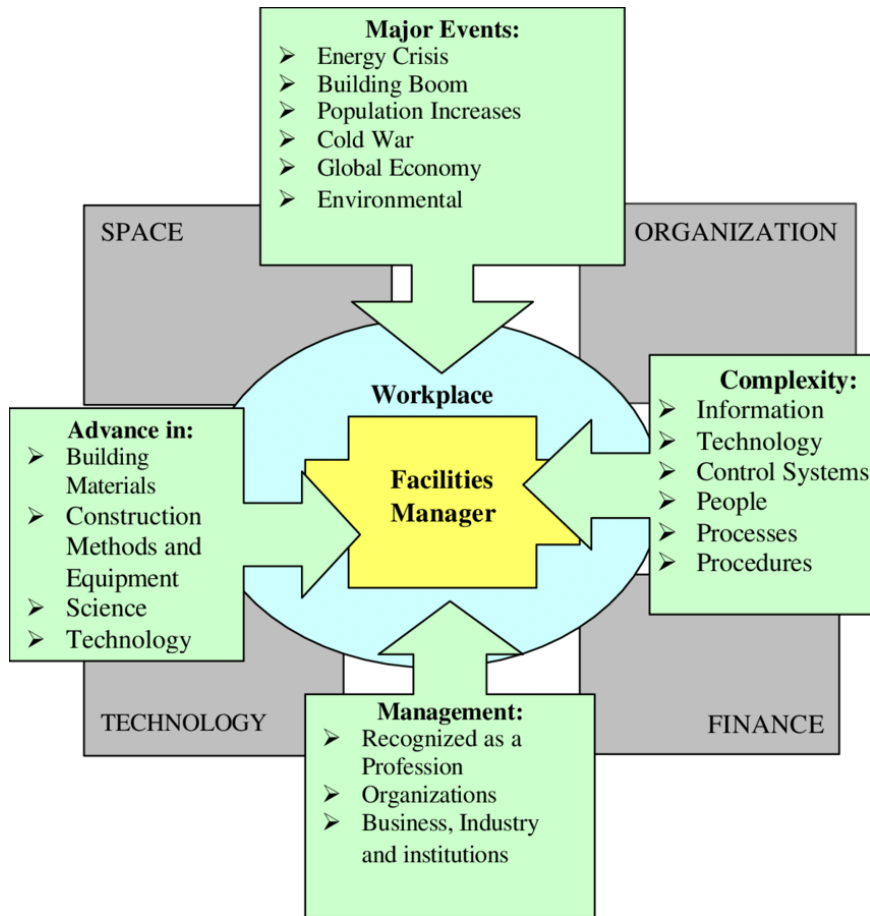 Major Events:
➢ Energy Crisis
➢ Building Boom
➢ Population Increases
➢ Cold War
➢ Global Economy
➢ Environmental
SPACE
ORGANIZATION
Workplace
Facilities
Manager
Advance in:
➢ Building
Materials
➢ Construction
Methods and
Equipment
➢ Science
➢ Technology
Complexity:
➢ Information
➢ Technology
➢ Control Systems
➢ People
➢ Processes
➢ Procedures
TECHNOLOGY
FINANCE
Management:
➢ Recognized as a
Profession
➢ Organizations
➢ Business, Industry
and institutions